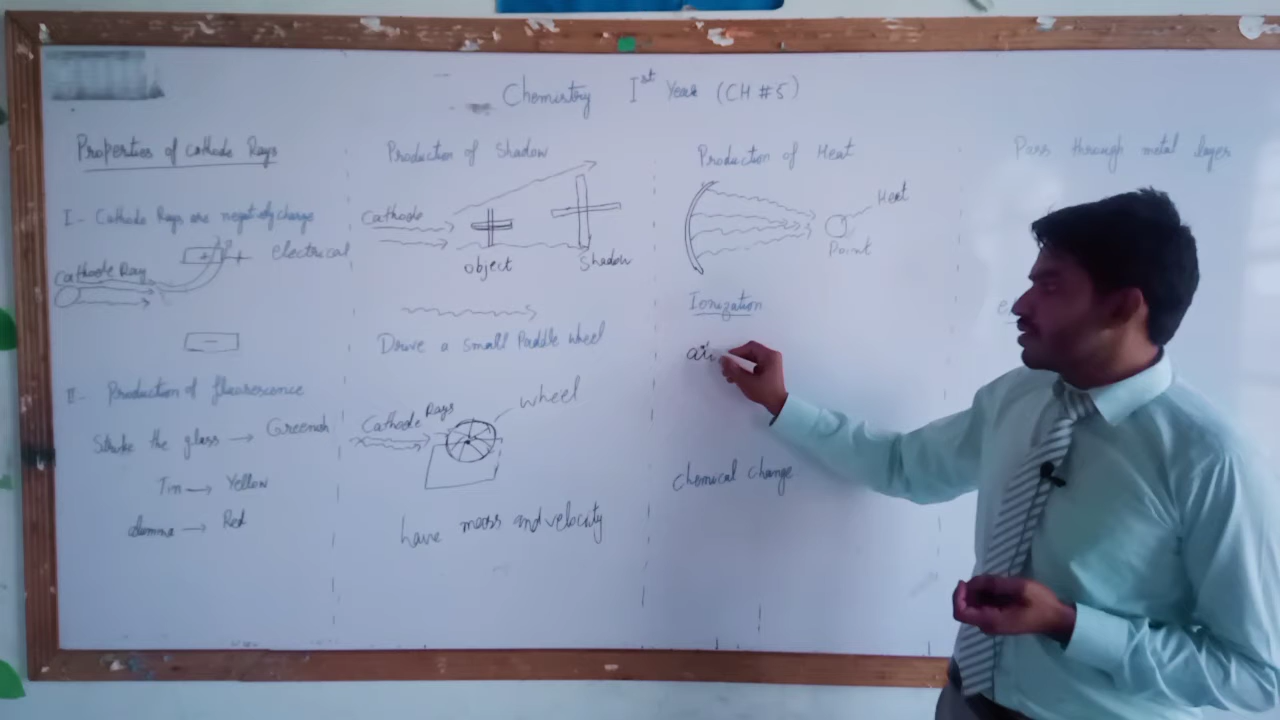 Chemistry Ist Year (CH #5)
Properties of cathode Rays
I - Cathode Rays are negatively charge
+
electrical
Cathode Ray
-
II - Production of fluorescence
Strike the glass → Greenish
Tin → Yellow
alumina → Red
Production of Shadow
Cathode
object
Shadow
Drive a small Paddle wheel
Cathode Rays
wheel
have mass and velocity
Production of Heat
Heat
Point
Ionization
air
chemical change
Pass through metal layer